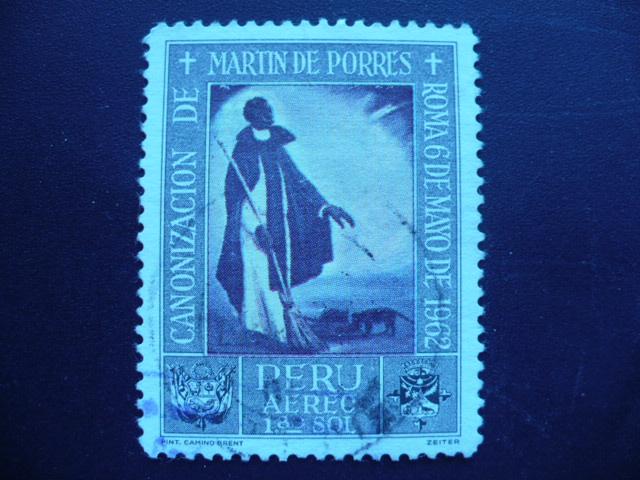 CANONIZACION DE
MARTIN DE PORRES
ROMA 6 DE MAYO DE 1962
PERU
AEREO
SOL
PINT. CAMINO BRENT
ZEITER